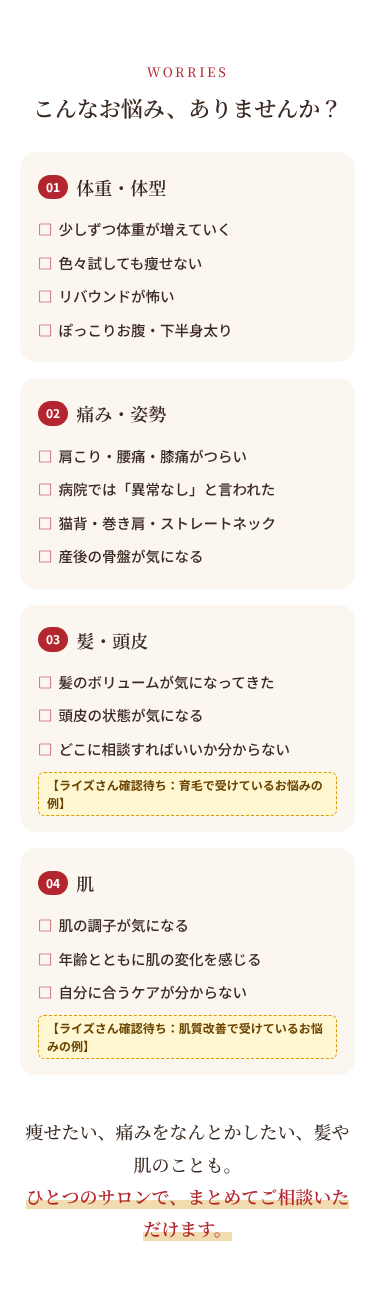 WORRIES
こんなお悩み、ありませんか？
01 体重・体型
□ 少しずつ体重が増えていく
□ 色々試しても痩せない
□ リバウンドが怖い
□ ぽっこりお腹・下半身太り
02 痛み・姿勢
□ 肩こり・腰痛・膝痛がつらい
□ 病院では「異常なし」と言われた
□ 猫背・巻き肩・ストレートネック
□ 産後の骨盤が気になる
03 髪・頭皮
□ 髪のボリュームが気になってきた
□ 頭皮の状態が気になる
□ どこに相談すればいいか分からない
【ライズさん確認待ち：育毛で受けているお悩みの
例】
04 肌
□ 肌の調子が気になる
□ 年齢とともに肌の変化を感じる
□ 自分に合うケアが分からない
【ライズさん確認待ち：肌質改善で受けているお悩
みの例】
痩せたい、痛みをなんとかしたい、髪や
肌のことも。
ひとつのサロンで、まとめてご相談いた
だけます。